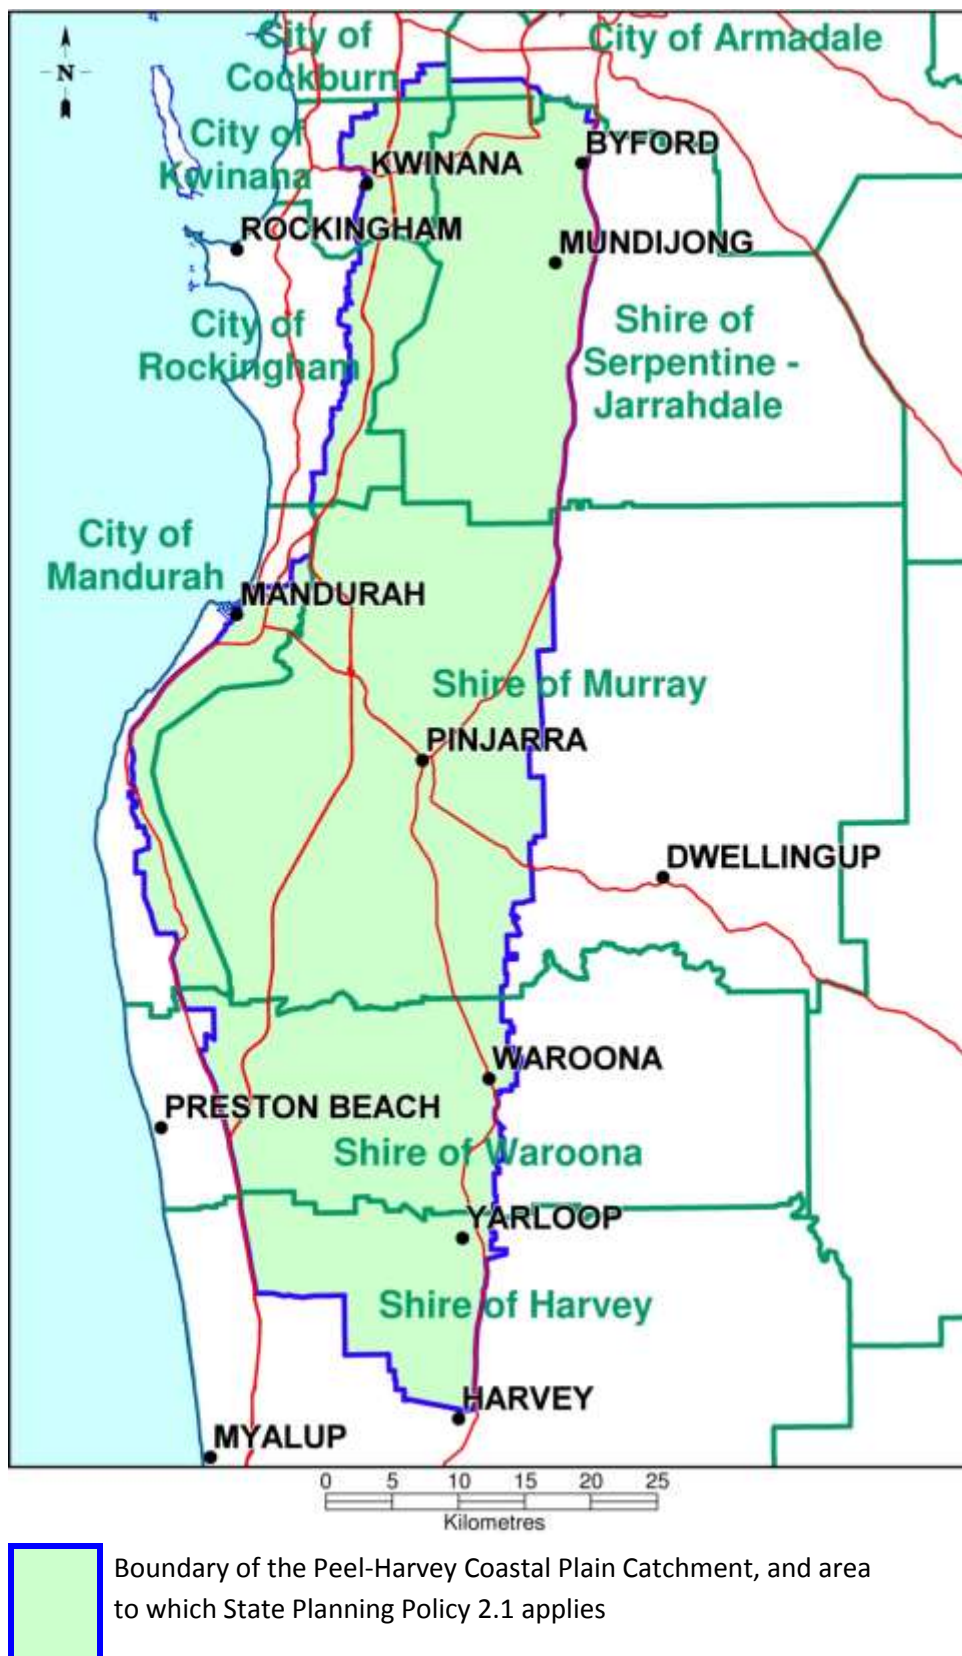 City of
Cockburn
City of Armadale
N
City of
Kwinana
KWINANA
BYFORD
ROCKINGHAM
MUNDIJONG
City of
Rockingham
Shire of
Serpentine -
Jarrahdale
City of
Mandurah
MANDURAH
Shire of Murray
PINJARRA
DWELLINGUP
WAROONA
PRESTON BEACH
Shire of Waroona
YARLOOP
Shire of Harvey
HARVEY
MYALUP
0 5 10 15 20 25
Kilometres
Boundary of the Peel-Harvey Coastal Plain Catchment, and area
to which State Planning Policy 2.1 applies